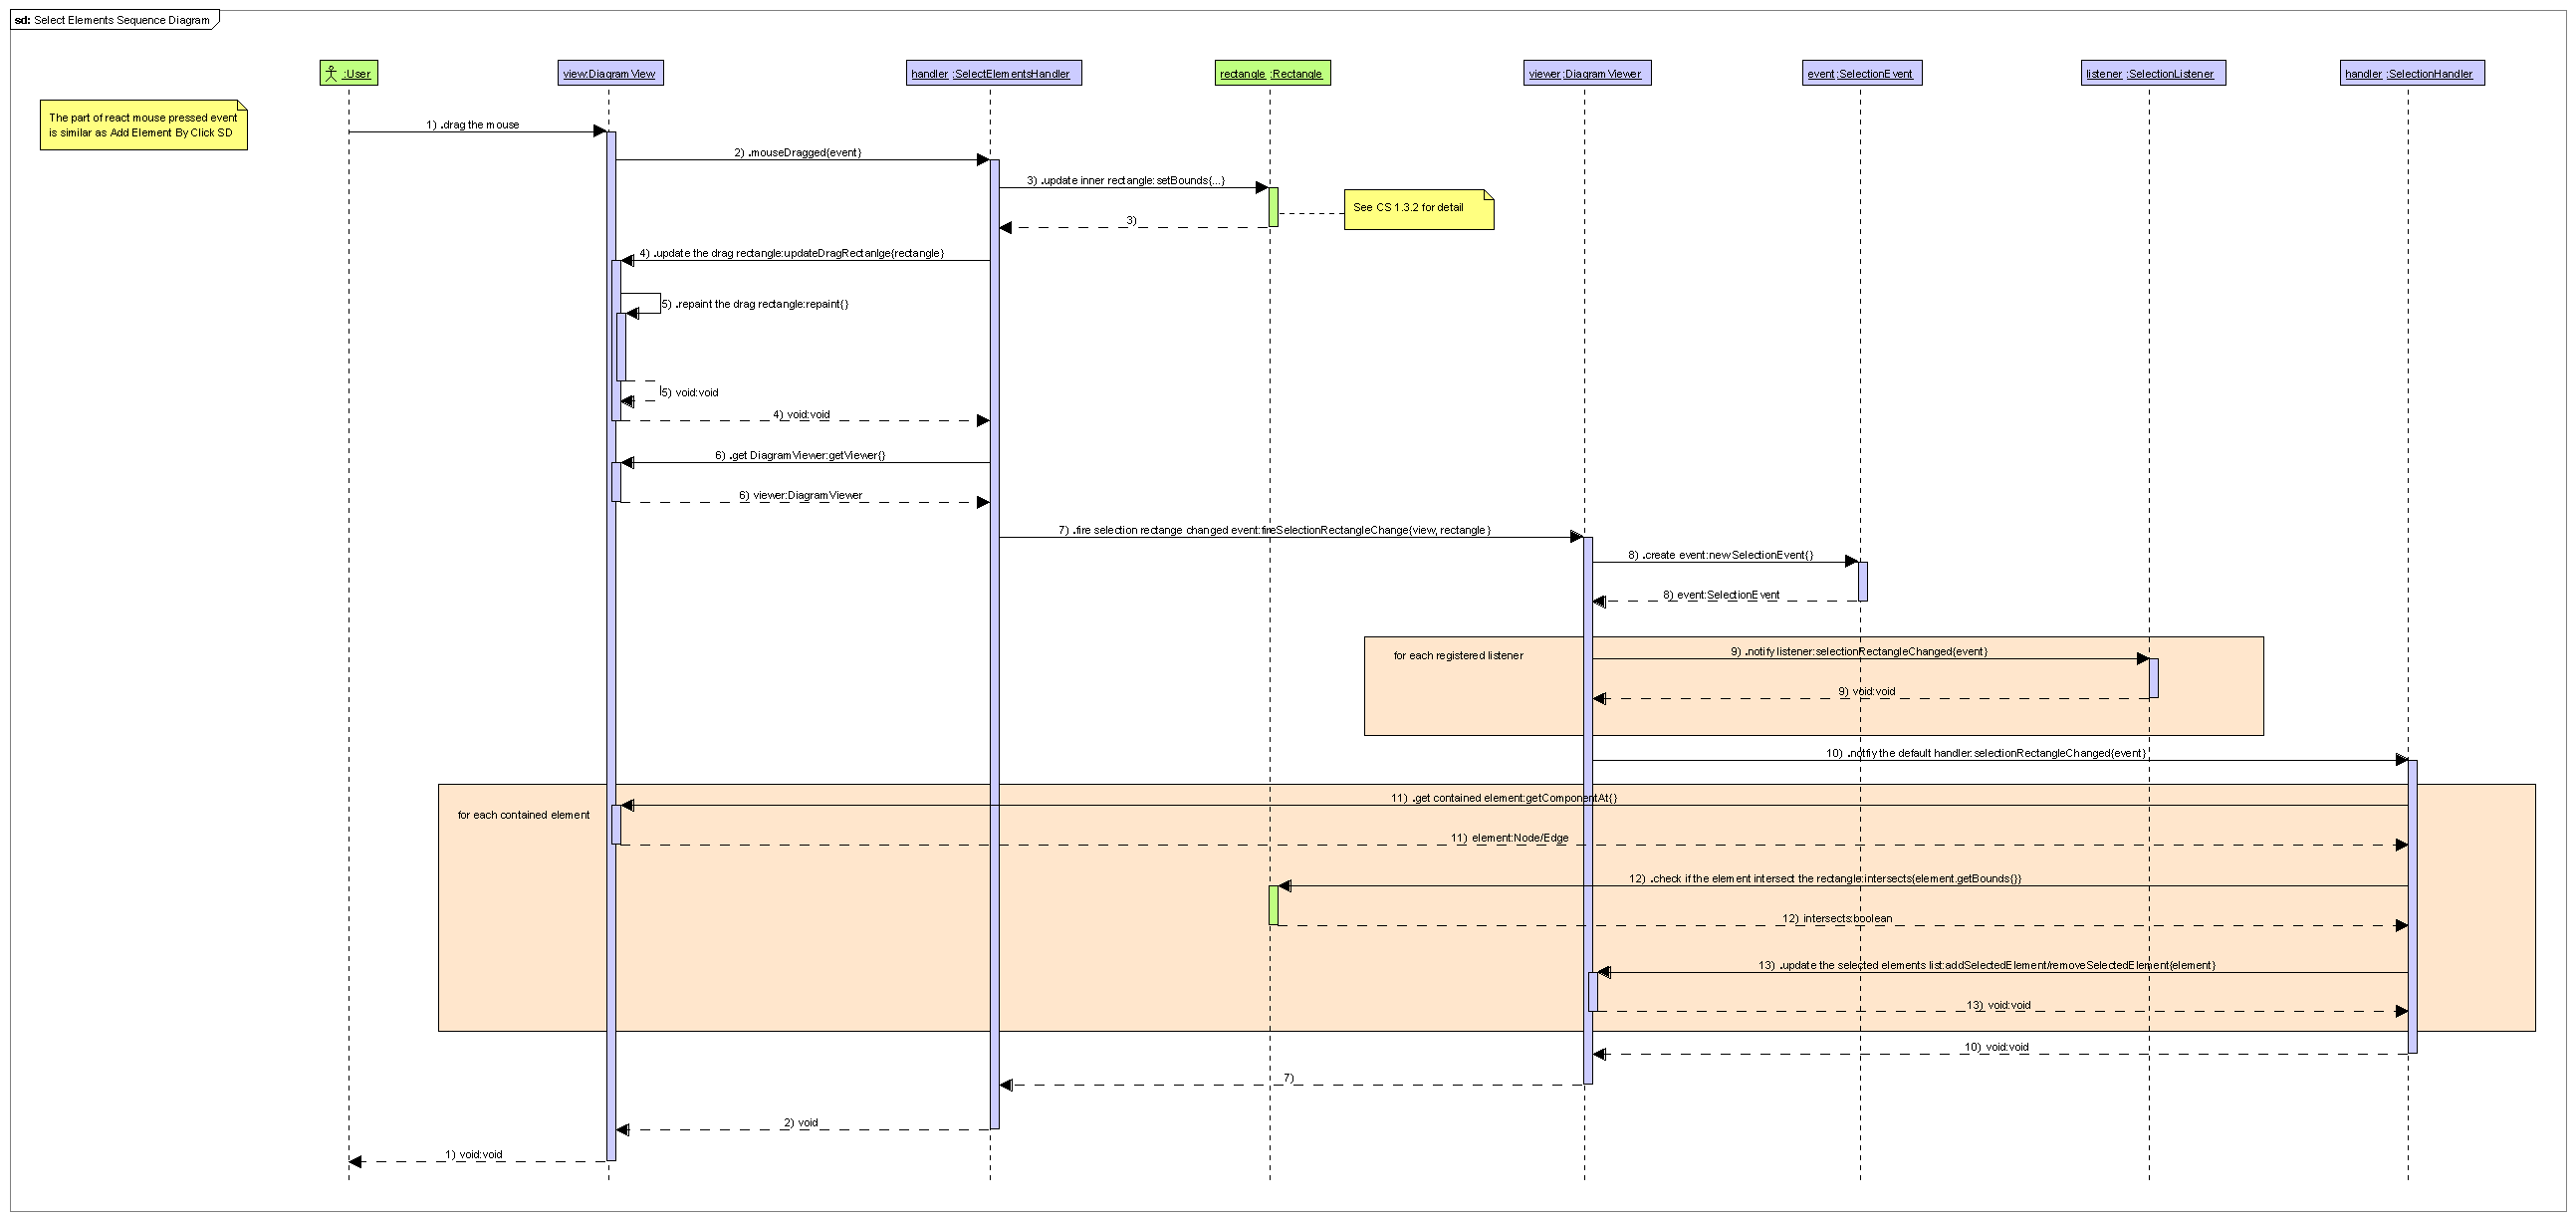 sd: Select Elements Sequence Diagram
:User
view:DiagramView
handler :SelectElementsHandler
rectangle :Rectangle
viewer:DiagramViewer
event:SelectionEvent
listener :SelectionListener
handler :SelectionHandler
The part of react mouse pressed event
is similar as Add Element By Click SD
1) .drag the mouse
2) .mouseDragged(event)
3) .update inner rectangle:setBounds(...)
See CS 1.3.2 for detail
3)
4) .update the drag rectangle:updateDragRectanlge(rectangle)
5) .repaint the drag rectangle:repaint()
5) void:void
4) void:void
6) .get DiagramViewer:getViewer()
6) viewer:DiagramViewer
7) .fire selection rectange changed event:fireSelectionRectangleChange(view, rectangle)
8) .create event:new SelectionEvent()
8) event:SelectionEvent
for each registered listener
9) .notify listener:selectionRectangleChanged(event)
9) void:void
10) .notfiy the default handler:selectionRectangleChanged(event)
11) .get contained element:getComponentAt()
for each contained element
11) element:Node/Edge
12) .check if the element intersect the rectangle:intersects(element.getBounds())
12) intersects:boolean
13) .update the selected elements list:addSelectedElement/removeSelectedElement(element)
13) void:void
10) void:void
7)
2) void
1) void:void